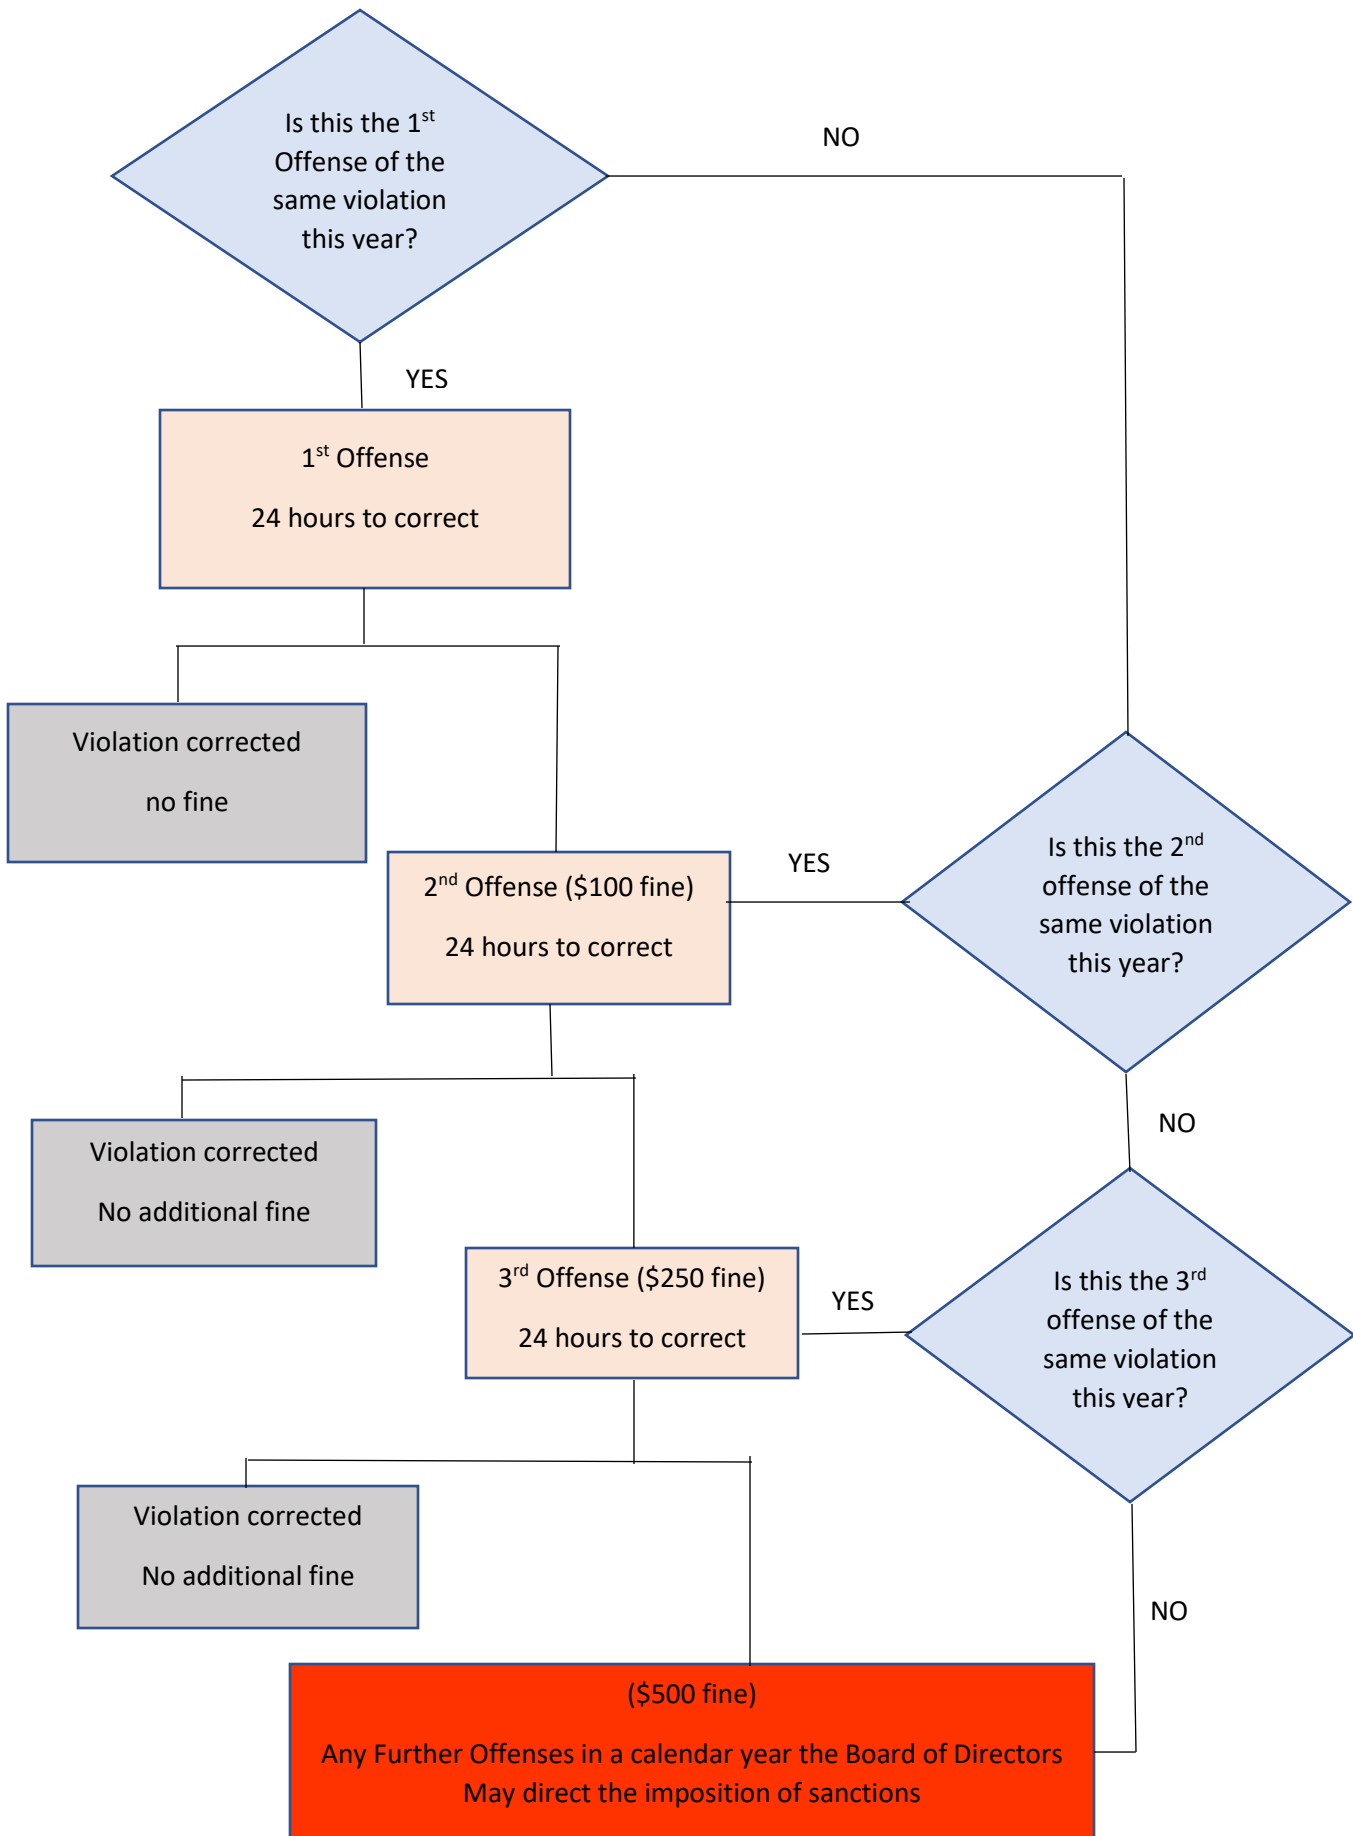 Is this the 1st
Offense of the
same violation
this year?
NO
YES
1st Offense
24 hours to correct
Violation corrected
no fine
2nd Offense ($100 fine)
24 hours to correct
YES
Is this the 2nd
offense of the
same violation
this year?
NO
Violation corrected
No additional fine
3rd Offense ($250 fine)
24 hours to correct
YES
Is this the 3rd
offense of the
same violation
this year?
Violation corrected
No additional fine
NO
($500 fine)
Any Further Offenses in a calendar year the Board of Directors
May direct the imposition of sanctions